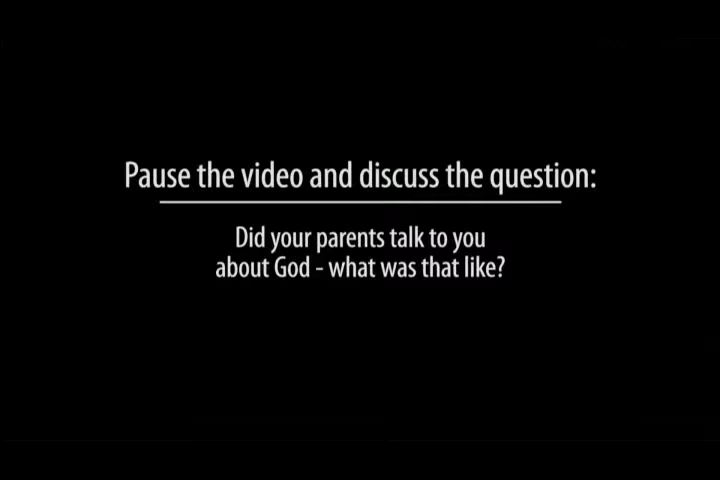 Pause the video and discuss the question:
Did your parents talk to you
about God - what was that like?